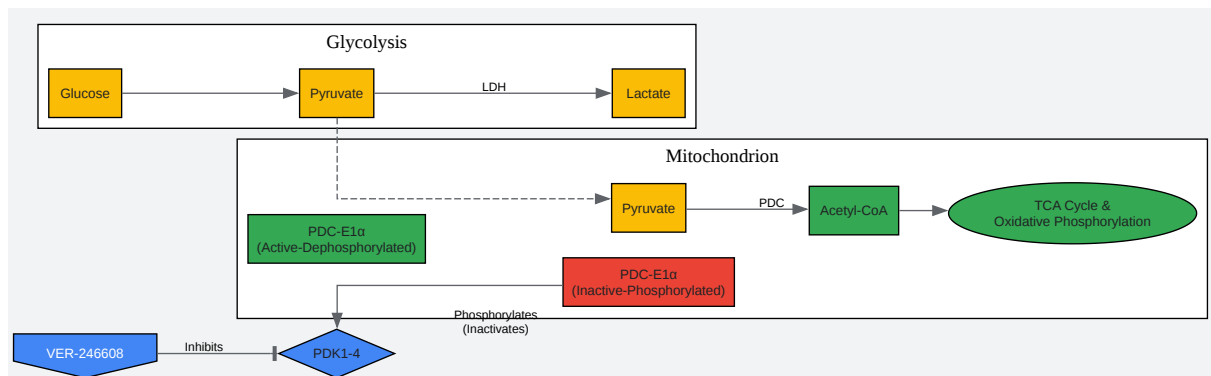 Glycolysis
Glucose
Pyruvate
LDH
Lactate
Mitochondrion
Pyruvate
PDC
Acetyl-CoA
TCA Cycle &
Oxidative Phosphorylation
PDC-E1α
(Active-Dephosphorylated)
PDC-E1α
(Inactive-Phosphorylated)
Phosphorylates
(Inactivates)
VER-246608
Inhibits
PDK1-4